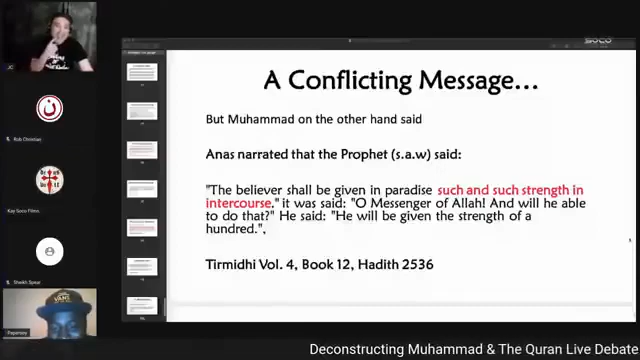 SOCO
A Conflicting Message...
JC
But Muhammad on the other hand said
Anas narrated that the Prophet (s.a.w) said:
Rob Christian
"The believer shall be given in paradise such and such strength in
intercourse." it was said: "O Messenger of Allah! And will he able
to do that?" He said: "He will be given the strength of a
hundred.",
Kay Soco Films
Tirmidhi Vol. 4, Book 12, Hadith 2536
VANS
Deconstructing Muhammad & The Quran Live Debate